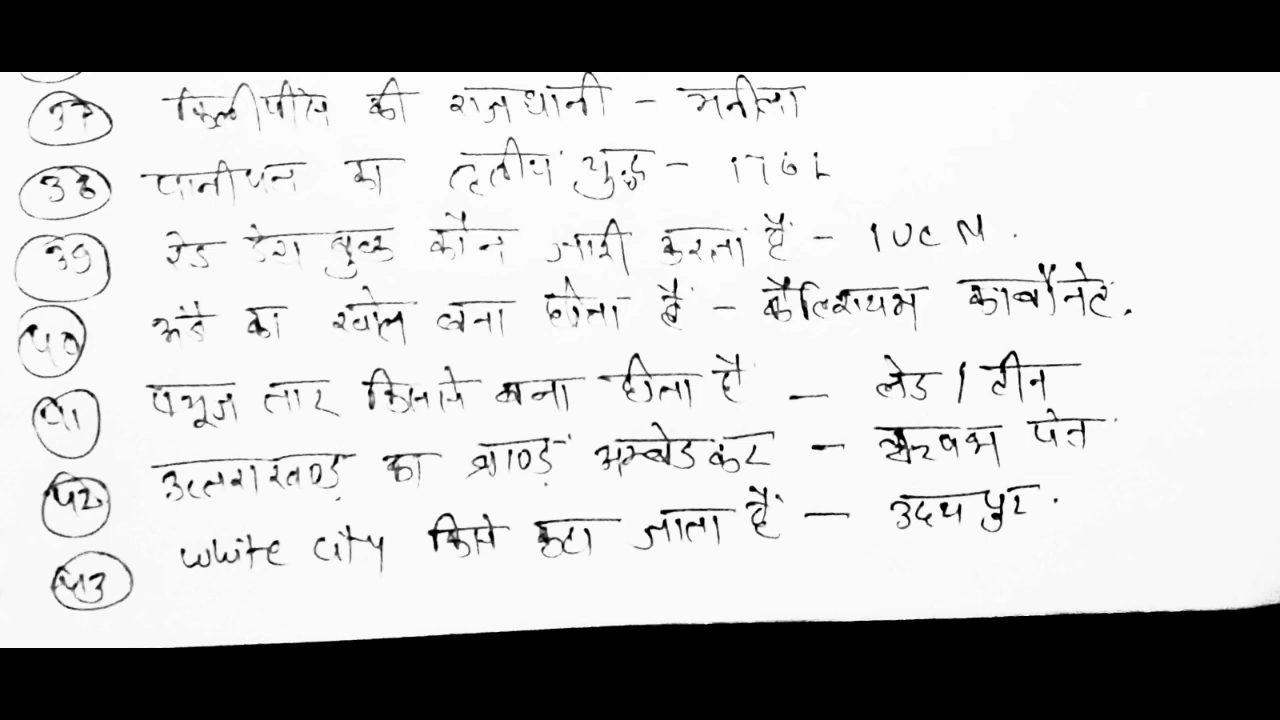 37 फिलीपींस की राजधानी - मनीला
38 पानीपत का तृतीय युद्ध - 1761
39 रेड डेटा बुक कौन जारी करता हैं - IUCN.
40 अंडे का खोल बना होता हैं - कैल्शियम कार्बोनेट.
41 फ्यूज तार किससे बना होता है - लेड / टीन
42 उत्तराखण्ड का ब्राण्ड अम्बेडकर - ऋषभ पंत
43 White City किसे कहा जाता हैं - उदयपुर.